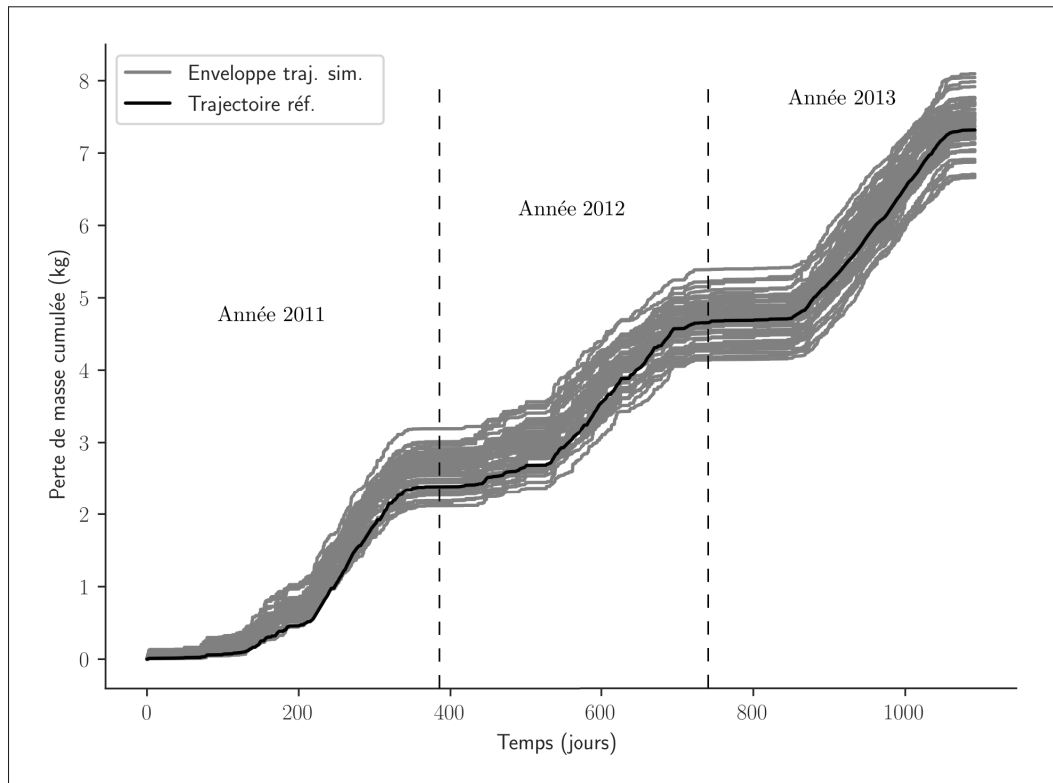 Enveloppe traj. sim.
Trajectoire réf.
Année 2011
Année 2012
Année 2013
Perte de masse cumulée (kg)
8
7
6
5
4
3
2
1
0
0 200 400 600 800 1000
Temps (jours)